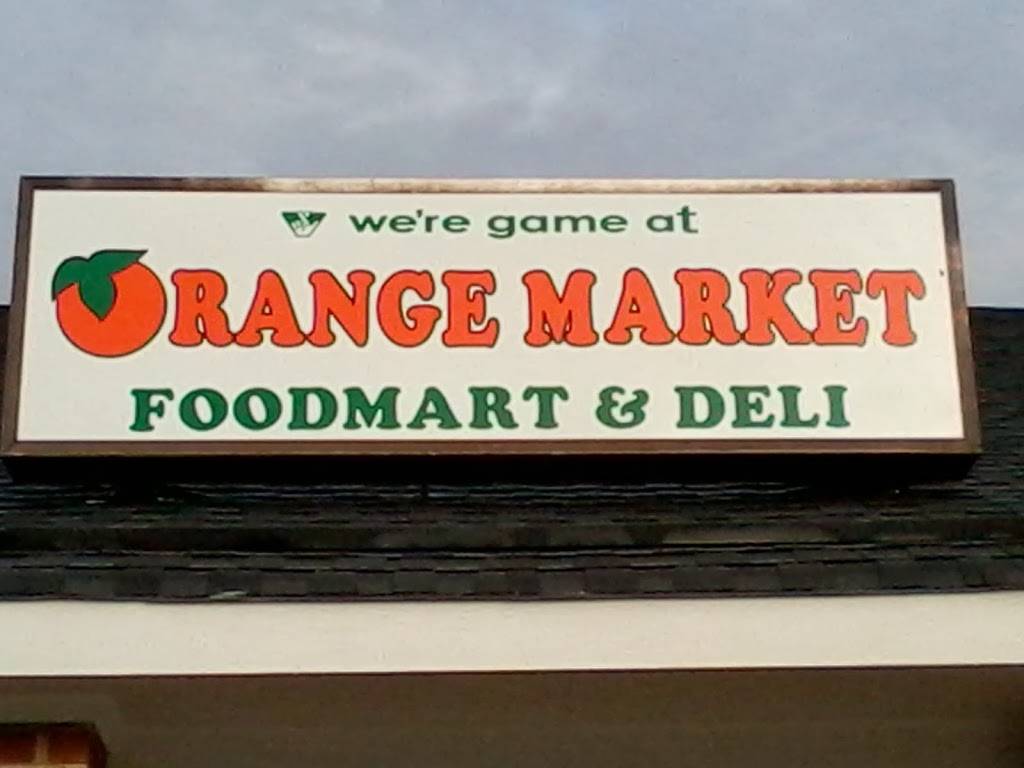 we're game at
ORANGE MARKET
FOODMART & DELI